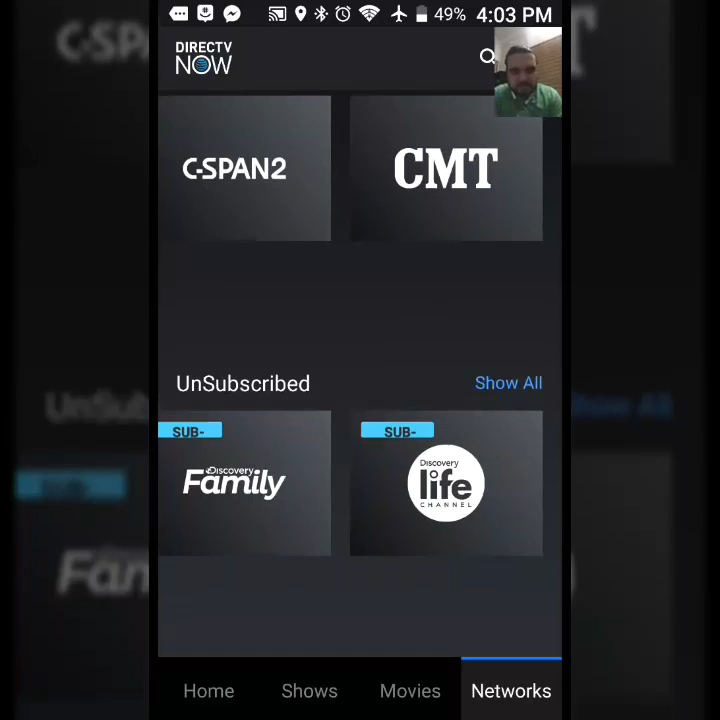 49% 4:03 PM
DIRECTV
NOW
C-SPAN2
CMT
UnSubscribed
Show All
SUB-
SUB-
Discovery
Family
Discovery
life
CHANNEL
Home
Shows
Movies
Networks